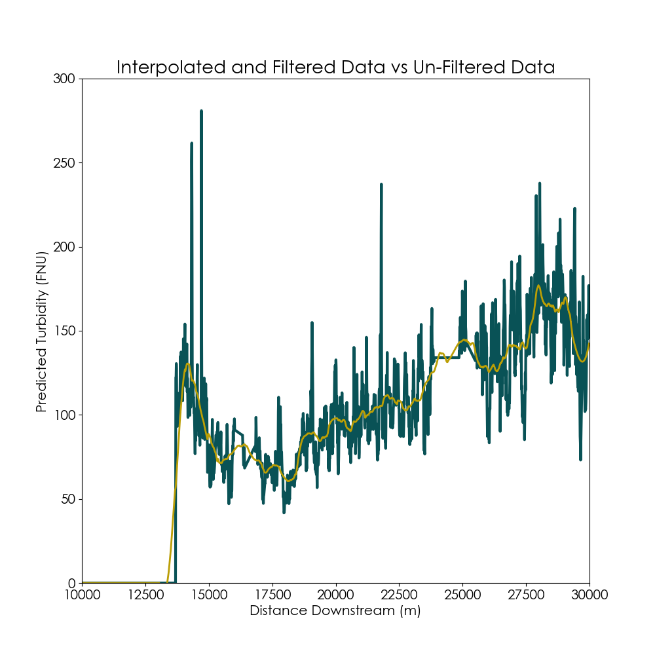 Interpolated and Filtered Data vs Un-Filtered Data
300
250
200
150
100
50
0
Predicted Turbidity (FNU)
10000 12500 15000 17500 20000 22500 25000 27500 30000
Distance Downstream (m)